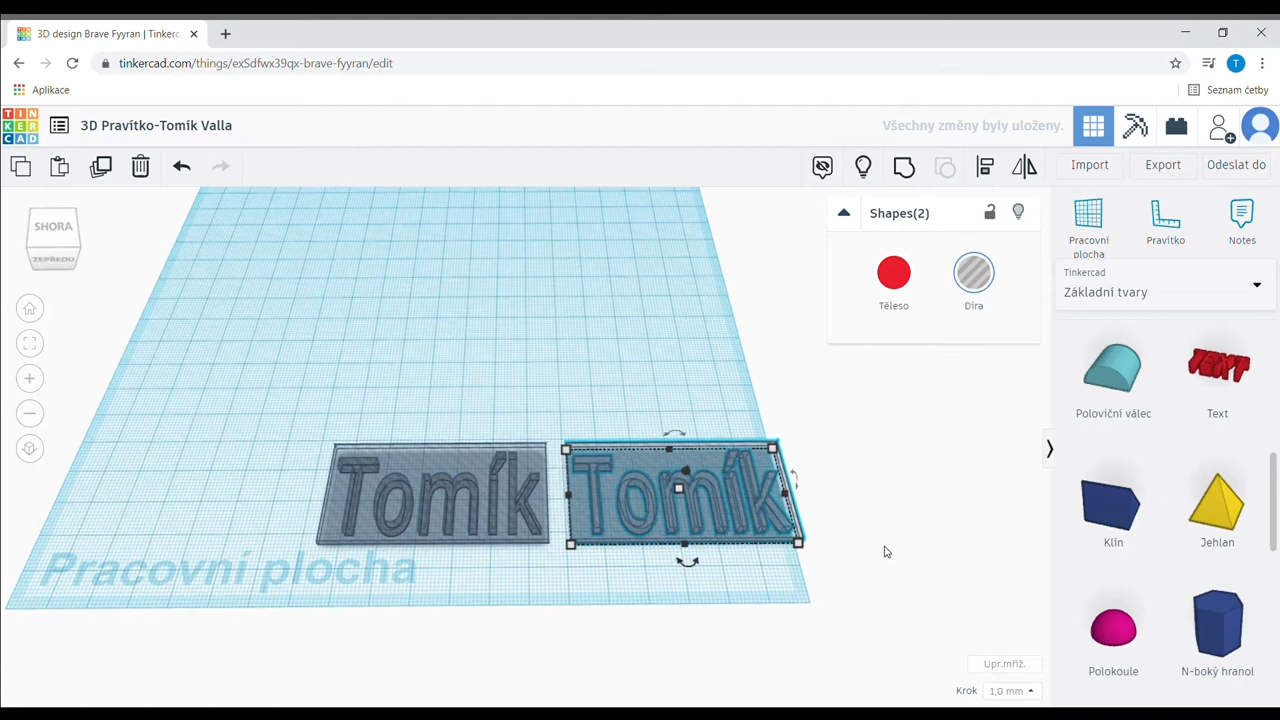 3D design Brave Fyyran | Tinkerc
tinkercad.com/things/exSdfwx39qx-brave-fyyran/edit
Aplikace
Seznam četby
TIN
KER
CAD
3D Pravítko-Tomík Valla
Všechny změny byly uloženy.
Import
Export
Odeslat do
SHORA
ZEPŘEDU
Shapes(2)
Těleso
Díra
Pracovní
plocha
Pravítko
Notes
Tinkercad
Základní tvary
TEXT
Poloviční válec
Text
Klín
Jehlan
Polokoule
N-boký hranol
Tomík
Tomík
Pracovní plocha
Upr.mříž.
Krok
1,0 mm
T